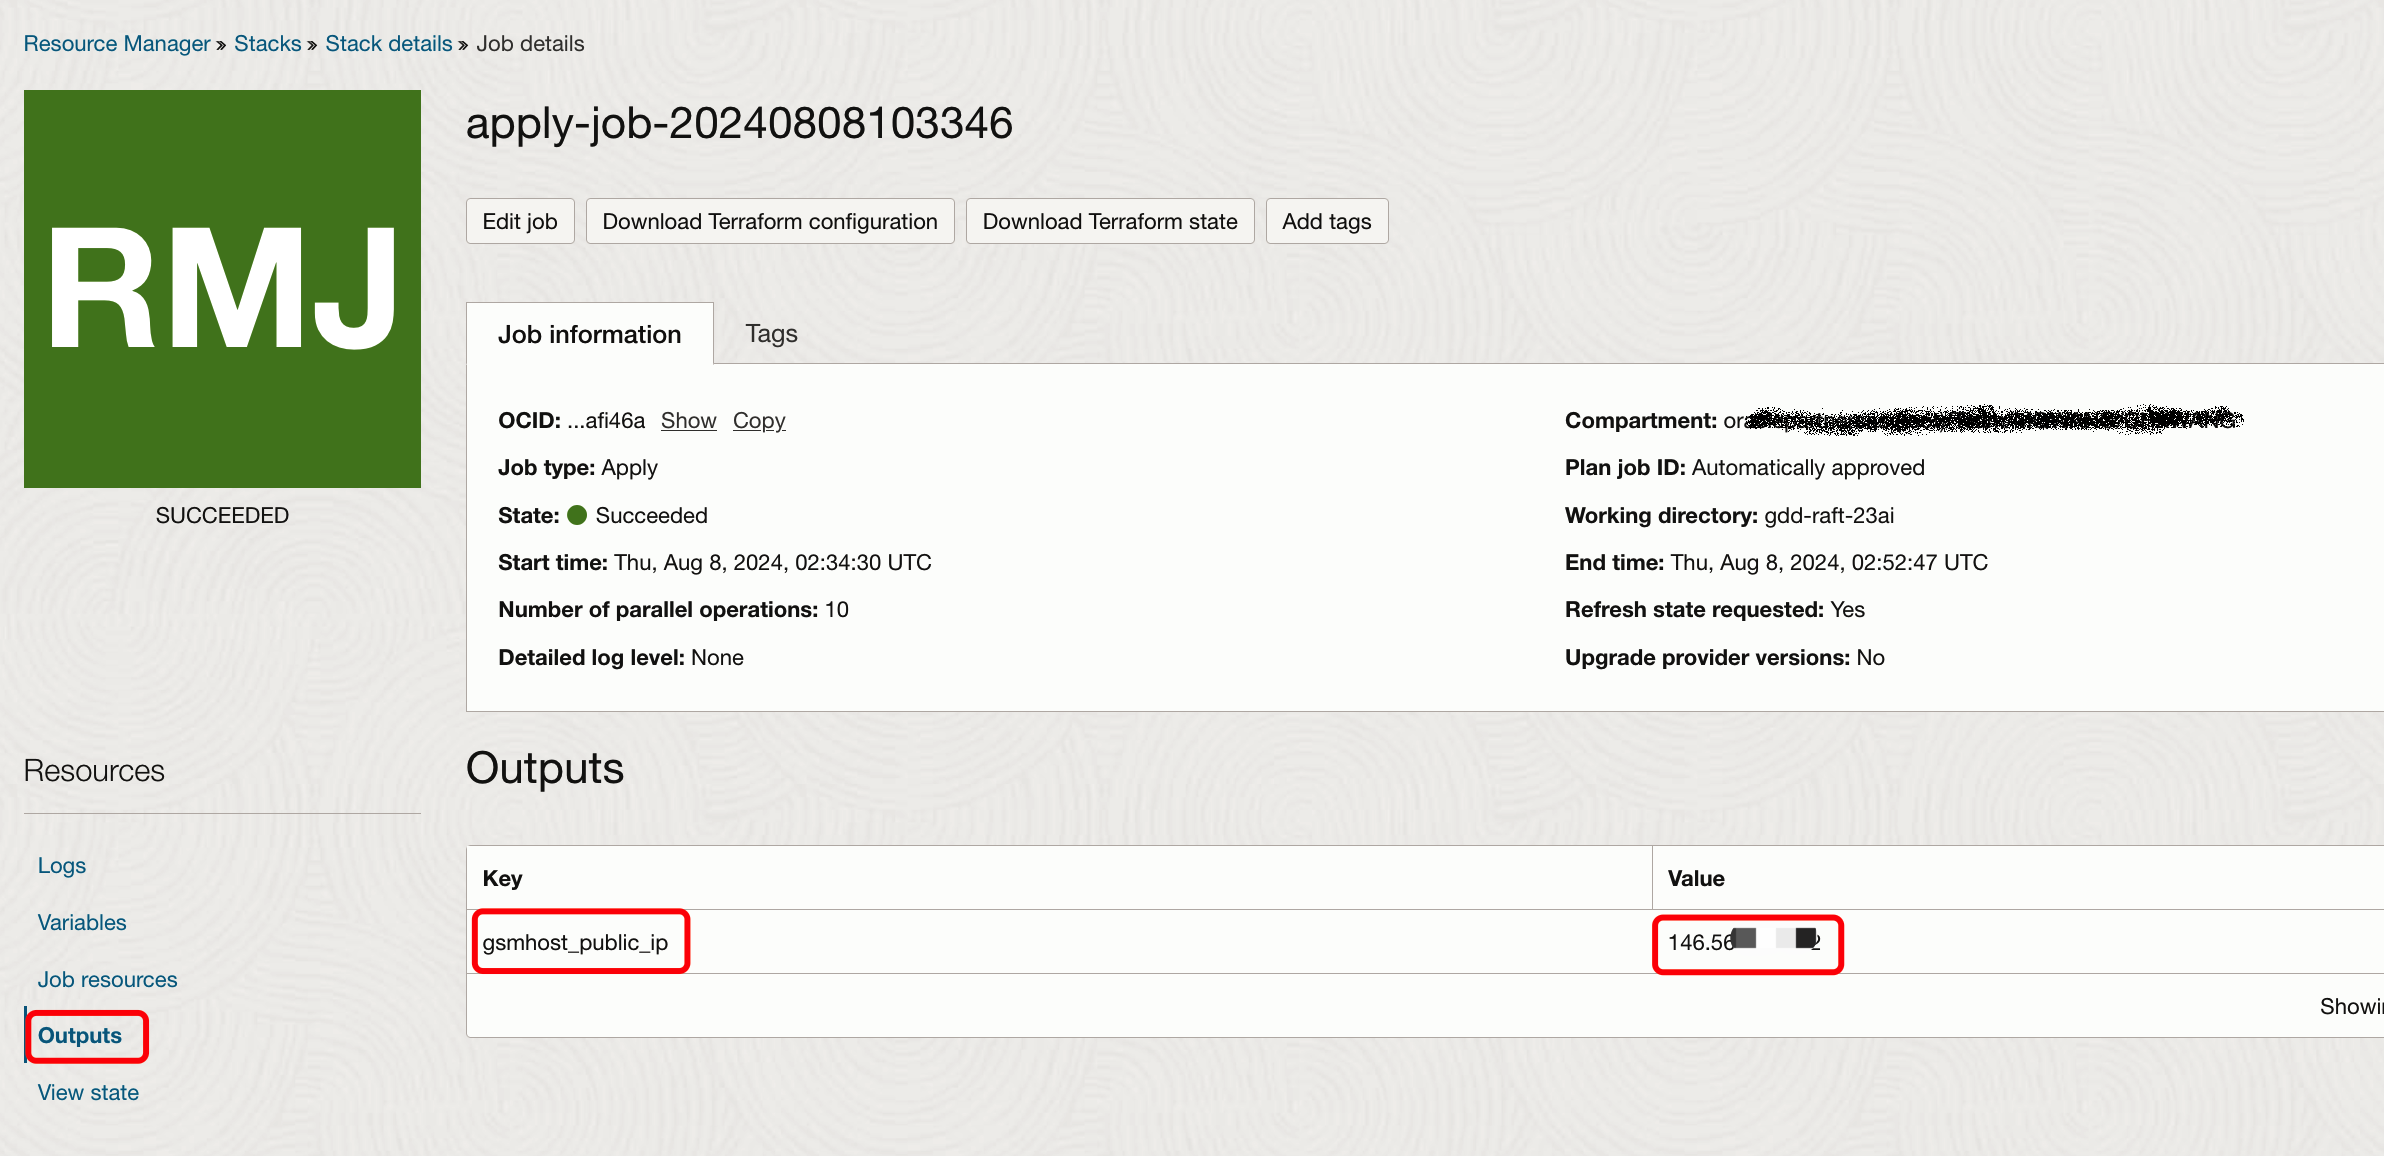 Resource Manager » Stacks » Stack details » Job details
RMJ
SUCCEEDED
apply-job-20240808103346
Edit job
Download Terraform configuration
Download Terraform state
Add tags
Job information
Tags
OCID: ...afi46a Show Copy
Compartment:
Job type: Apply
Plan job ID: Automatically approved
State: Succeeded
Working directory: gdd-raft-23ai
Start time: Thu, Aug 8, 2024, 02:34:30 UTC
End time: Thu, Aug 8, 2024, 02:52:47 UTC
Number of parallel operations: 10
Refresh state requested: Yes
Detailed log level: None
Upgrade provider versions: No
Resources
Logs
Variables
Job resources
Outputs
View state
Outputs
Key
Value
gsmhost_public_ip
146.56
Showi